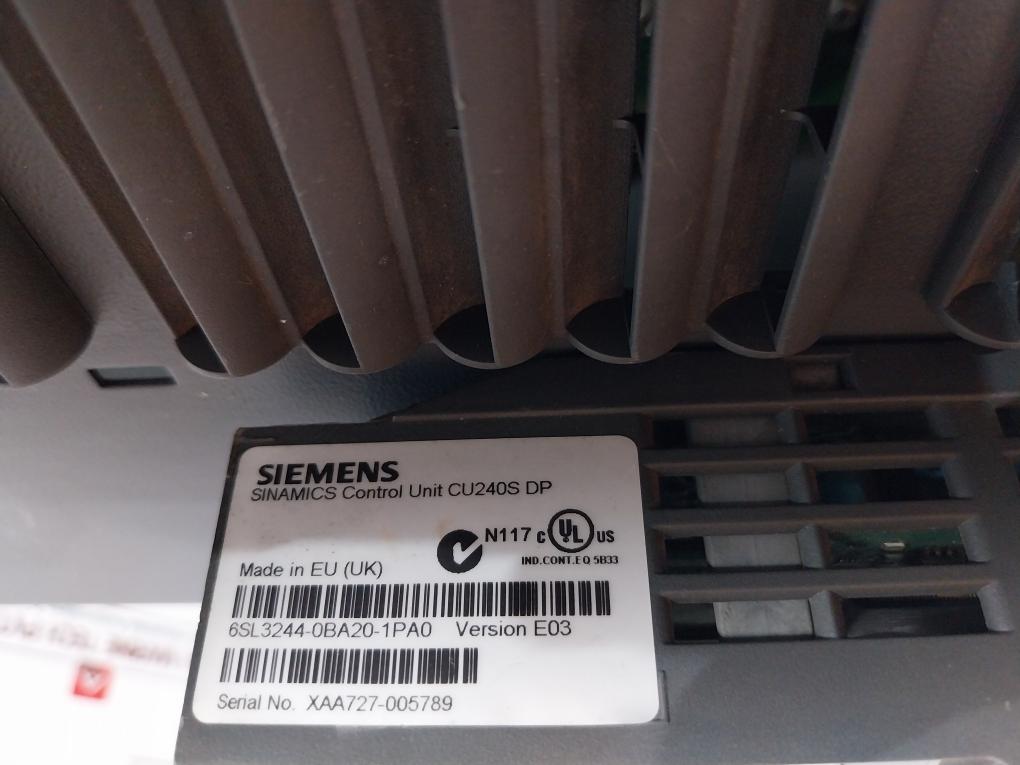 SIEMENS
SINAMICS Control Unit CU240S DP
N117 c UL US
IND.CONT.EQ 5B33
Made in EU (UK)
6SL3244-0BA20-1PA0 Version E03
Serial No. XAA727-005789